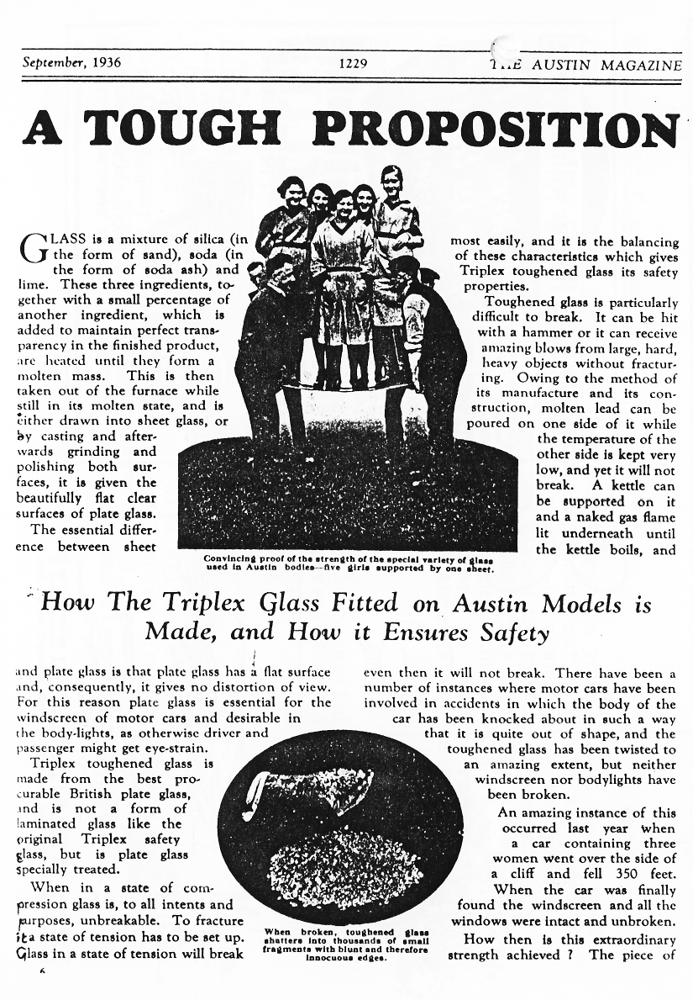 September, 1936
1229
THE AUSTIN MAGAZINE
A TOUGH PROPOSITION
GLASS is a mixture of silica (in
the form of sand), soda (in
the form of soda ash) and
lime. These three ingredients, to-
gether with a small percentage of
another ingredient, which is
added to maintain perfect trans-
parency in the finished product,
are heated until they form a
molten mass. This is then
taken out of the furnace while
still in its molten state, and is
either drawn into sheet glass, or
by casting and after-
wards grinding and
polishing both sur-
faces, it is given the
beautifully flat clear
surfaces of plate glass.
The essential differ-
ence between sheet
most easily, and it is the balancing
of these characteristics which gives
Triplex toughened glass its safety
properties.
Toughened glass is particularly
difficult to break. It can be hit
with a hammer or it can receive
amazing blows from large, hard,
heavy objects without fractur-
ing. Owing to the method of
its manufacture and its con-
struction, molten lead can be
poured on one side of it while
the temperature of the
other side is kept very
low, and yet it will not
break. A kettle can
be supported on it
and a naked gas flame
lit underneath until
the kettle boils, and
Convincing proof of the strength of the special variety of glass
used in Austin bodies—five girls supported by one sheet.
How The Triplex Glass Fitted on Austin Models is
Made, and How it Ensures Safety
and plate glass is that plate glass has a flat surface
and, consequently, it gives no distortion of view.
For this reason plate glass is essential for the
windscreen of motor cars and desirable in
the body-lights, as otherwise driver and
passenger might get eye-strain.
Triplex toughened glass is
made from the best pro-
curable British plate glass,
and is not a form of
laminated glass like the
original Triplex safety
glass, but is plate glass
specially treated.
When in a state of com-
pression glass is, to all intents and
purposes, unbreakable. To fracture
it a state of tension has to be set up.
Glass in a state of tension will break
When broken, toughened glass
shatters into thousands of small
fragments with blunt and therefore
innocuous edges.
even then it will not break. There have been a
number of instances where motor cars have been
involved in accidents in which the body of the
car has been knocked about in such a way
that it is quite out of shape, and the
toughened glass has been twisted to
an amazing extent, but neither
windscreen nor bodylights have
been broken.
An amazing instance of this
occurred last year when
a car containing three
women went over the side of
a cliff and fell 350 feet.
When the car was finally
found the windscreen and all the
windows were intact and unbroken.
How then is this extraordinary
strength achieved ? The piece of
6